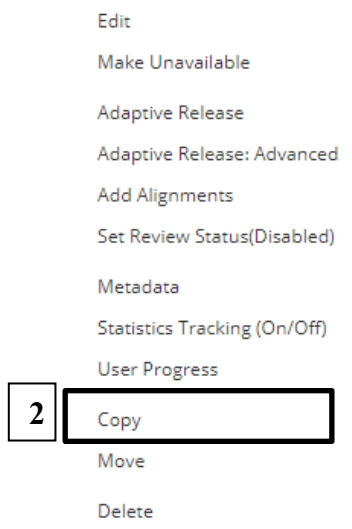 Edit
Make Unavailable
Adaptive Release
Adaptive Release: Advanced
Add Alignments
Set Review Status(Disabled)
Metadata
Statistics Tracking (On/Off)
User Progress
2 Copy
Move
Delete